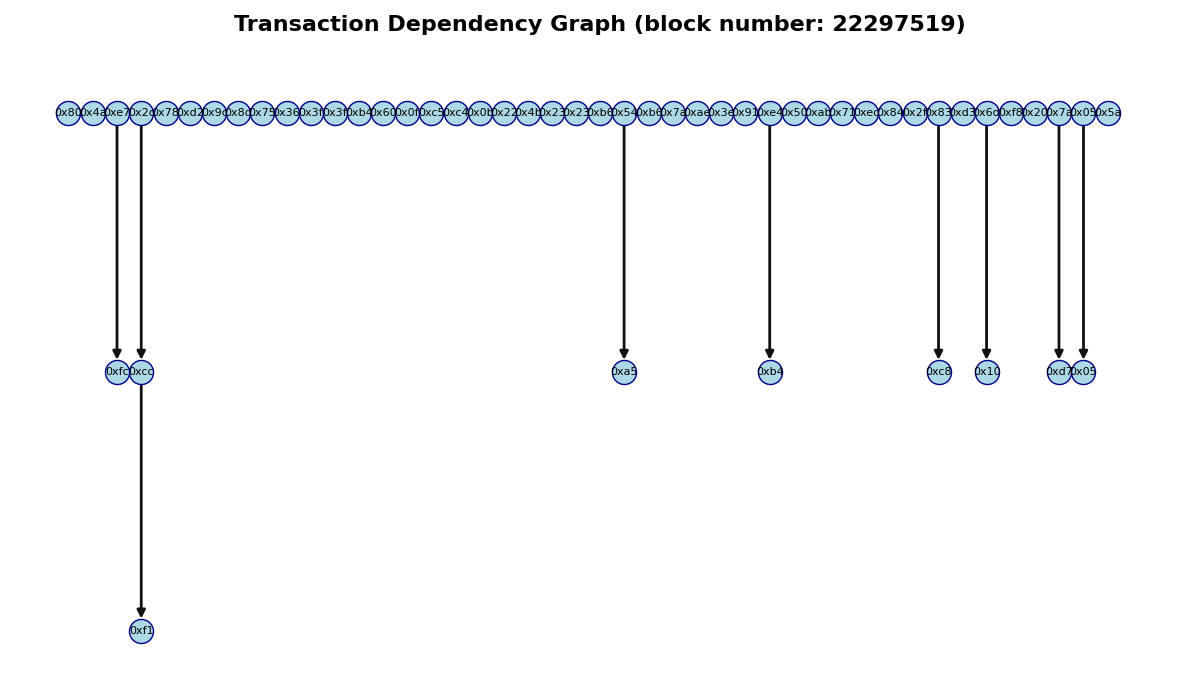 Transaction Dependency Graph (block number: 22297519)
0x80 0x4a 0xe7 0x2c 0x78 0xd2 0x9c 0x8c 0x75 0x36 0x3f 0x3f 0xb4 0x60 0x0f 0xc5 0xc4 0x0b 0x22 0x4b 0x23 0x23 0xb6 0x54 0xb6 0x7a 0xae 0x3e 0x91 0xe4 0x50 0xab 0x71 0xec 0x84 0x2f 0x83 0xd3 0x6c 0xf8 0x20 0x7a 0x05 0x5a
0xfc 0xcc 0xa5 0xb4 0xc8 0x10 0xd7 0x05
0xf1